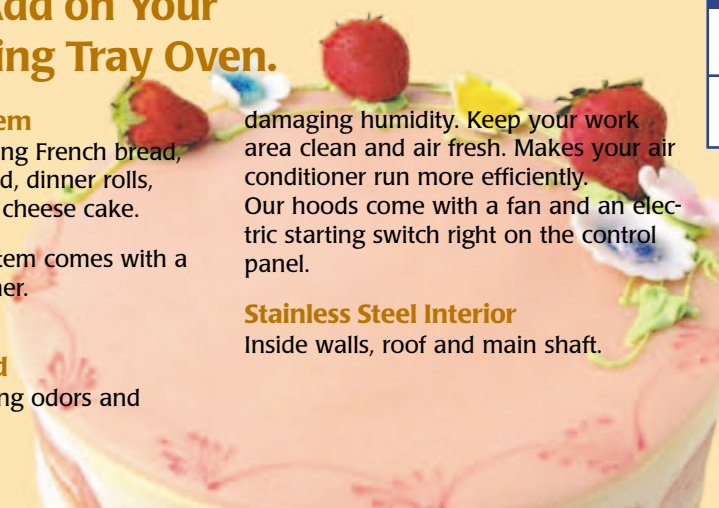 Add on Your
ing Tray Oven.
em
ng French bread,
d, dinner rolls,
cheese cake.
tem comes with a
ner.
d
ng odors and
damaging humidity. Keep your work
area clean and air fresh. Makes your air
conditioner run more efficiently.
Our hoods come with a fan and an elec-
tric starting switch right on the control
panel.
Stainless Steel Interior
Inside walls, roof and main shaft.